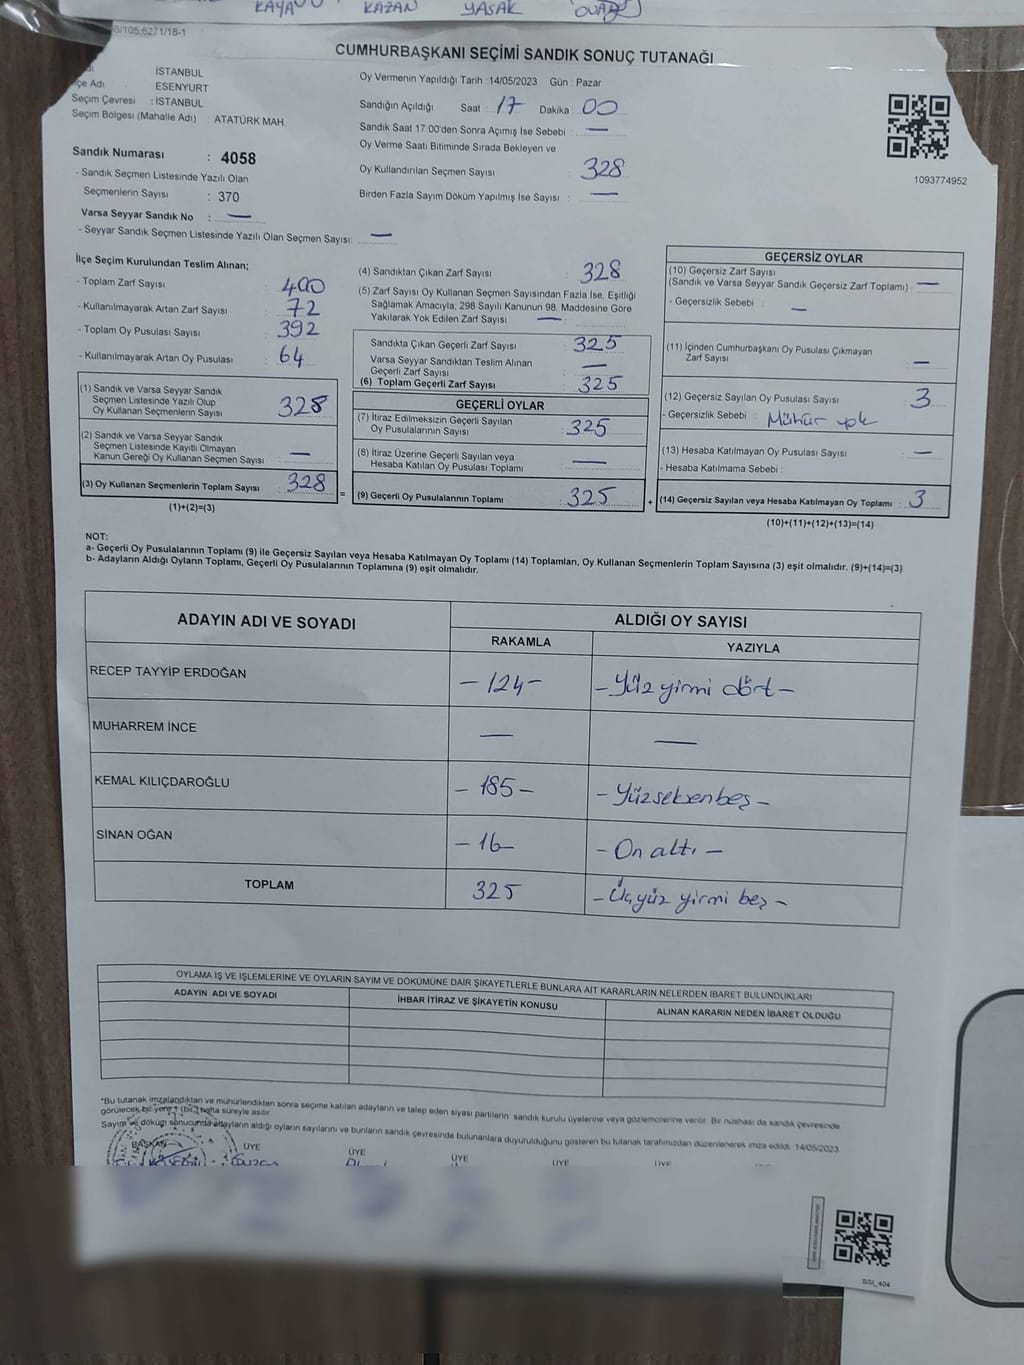 KAYA KAZAN YASAK
0/105.6271/18-1
CUMHURBAŞKANI SEÇİMİ SANDIK SONUÇ TUTANAĞI
İSTANBUL
çe Adı ESENYURT
Seçim Çevresi : İSTANBUL
Seçim Bölgesi (Mahalle Adı) : ATATÜRK MAH.
Oy Vermenin Yapıldığı Tarih :14/05/2023 Gün : Pazar
Sandığın Açıldığı Saat : 17 Dakika : 00
Sandık Saat 17:00'den Sonra Açımış İse Sebebi : —
Oy Verme Saati Bitiminde Sırada Bekleyen ve
Oy Kullandırılan Seçmen Sayısı : 328
Birden Fazla Sayım Döküm Yapılmış İse Sayısı : —
1093774952
Sandık Numarası : 4058
- Sandık Seçmen Listesinde Yazılı Olan
Seçmenlerin Sayısı : 370
Varsa Seyyar Sandık No : —
- Seyyar Sandık Seçmen Listesinde Yazılı Olan Seçmen Sayısı: —
İlçe Seçim Kurulundan Teslim Alınan;
- Toplam Zarf Sayısı : 400
- Kullanılmayarak Artan Zarf Sayısı : 72
- Toplam Oy Pusulası Sayısı : 392
- Kullanılmayarak Artan Oy Pusulası : 64
(1) Sandık ve Varsa Seyyar Sandık
Seçmen Listesinde Yazılı Olup
Oy Kullanan Seçmenlerin Sayısı : 328
(2) Sandık ve Varsa Seyyar Sandık
Seçmen Listesinde Kayıtlı Olmayan
Kanun Gereği Oy Kullanan Seçmen Sayısı : —
(3) Oy Kullanan Seçmenlerin Toplam Sayısı : 328
(1)+(2)=(3)
(4) Sandıktan Çıkan Zarf Sayısı : 328
(5) Zarf Sayısı Oy Kullanan Seçmen Sayısından Fazla İse, Eşitliği
Sağlamak Amacıyla, 298 Sayılı Kanunun 98. Maddesine Göre
Yakılarak Yok Edilen Zarf Sayısı : —
Sandıkta Çıkan Geçerli Zarf Sayısı : 325
Varsa Seyyar Sandıktan Teslim Alınan
Geçerli Zarf Sayısı : —
(6) Toplam Geçerli Zarf Sayısı : 325
GEÇERLİ OYLAR
(7) İtiraz Edilmeksizin Geçerli Sayılan
Oy Pusulalarının Sayısı : 325
(8) İtiraz Üzerine Geçerli Sayılan veya
Hesaba Katılan Oy Pusulası Toplamı : —
= (9) Geçerli Oy Pusulalarının Toplamı : 325
GEÇERSİZ OYLAR
(10) Geçersiz Zarf Sayısı
(Sandık ve Varsa Seyyar Sandık Geçersiz Zarf Toplamı) : —
- Geçersizlik Sebebi : —
(11) İçinden Cumhurbaşkanı Oy Pusulası Çıkmayan
Zarf Sayısı : —
(12) Geçersiz Sayılan Oy Pusulası Sayısı : 3
- Geçersizlik Sebebi : Mühür yok
(13) Hesaba Katılmayan Oy Pusulası Sayısı : —
- Hesaba Katılmama Sebebi :
+ (14) Geçersiz Sayılan veya Hesaba Katılmayan Oy Toplamı : 3
(10)+(11)+(12)+(13)=(14)
NOT:
a- Geçerli Oy Pusulalarının Toplamı (9) ile Geçersiz Sayılan veya Hesaba Katılmayan Oy Toplamı (14) Toplamları, Oy Kullanan Seçmenlerin Toplam Sayısına (3) eşit olmalıdır. (9)+(14)=(3)
b- Adayların Aldığı Oyların Toplamı, Geçerli Oy Pusulalarının Toplamına (9) eşit olmalıdır.
ADAYIN ADI VE SOYADI ALDIĞI OY SAYISI
RAKAMLA YAZIYLA
RECEP TAYYİP ERDOĞAN - 124 - - Yüz yirmi dört -
MUHARREM İNCE — —
KEMAL KILIÇDAROĞLU - 185 - - Yüzseksenbeş -
SİNAN OĞAN - 16 - - On altı -
TOPLAM 325 - Üçyüz yirmi beş -
OYLAMA İŞ VE İŞLEMLERİNE VE OYLARIN SAYIM VE DÖKÜMÜNE DAİR ŞİKAYETLERLE BUNLARA AİT KARARLARIN NELERDEN İBARET BULUNDUKLARI
ADAYIN ADI VE SOYADI İHBAR İTİRAZ VE ŞİKAYETİN KONUSU ALINAN KARARIN NEDEN İBARET OLDUĞU
*Bu tutanak imzalandıktan ve mühürlendikten sonra seçime katılan adayların ve talep eden siyasi partilerin sandık kurulu üyelerine veya gözlemcilerine verilir. Bir nüshası da sandık çevresinde
görülecek bir yere 1 (bir) hafta süreyle asılır.
Sayım ve döküm sonucunda adayların aldığı oyların sayılarını ve bunların sandık çevresinde bulunanlara duyurulduğunu gösteren bu tutanak tarafımızdan düzenlenerek imza edildi. 14/05/2023
BAŞKAN ÜYE ÜYE ÜYE ÜYE ÜYE
SSI_404